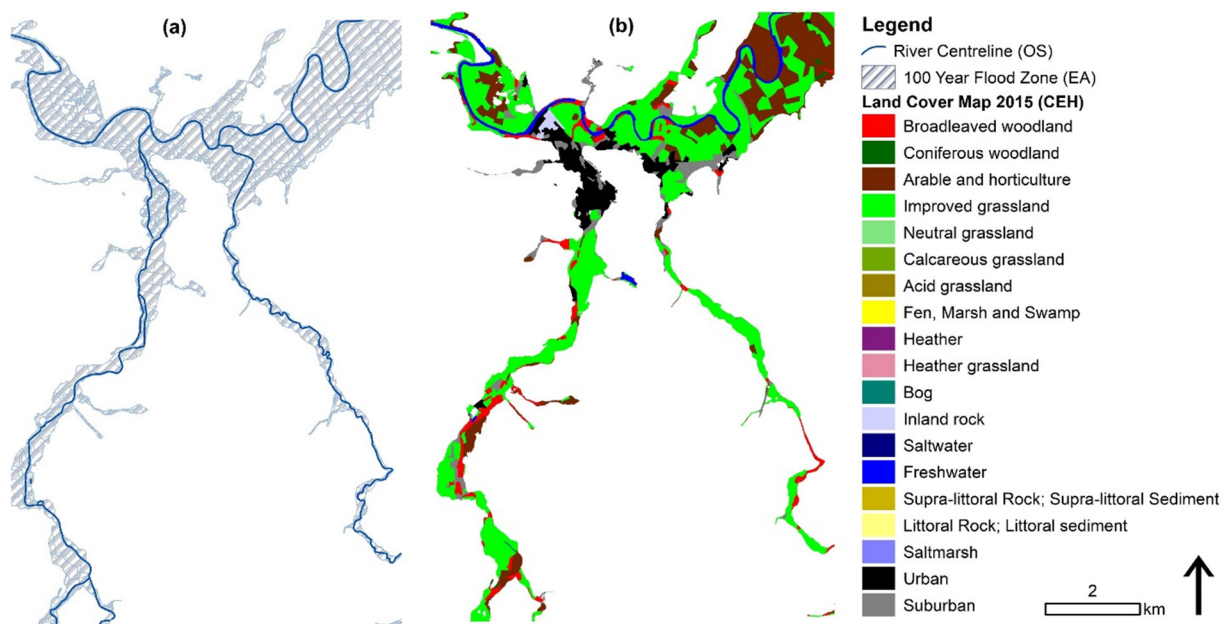 (a)
(b)
Legend
River Centreline (OS)
100 Year Flood Zone (EA)
Land Cover Map 2015 (CEH)
Broadleaved woodland
Coniferous woodland
Arable and horticulture
Improved grassland
Neutral grassland
Calcareous grassland
Acid grassland
Fen, Marsh and Swamp
Heather
Heather grassland
Bog
Inland rock
Saltwater
Freshwater
Supra-littoral Rock; Supra-littoral Sediment
Littoral Rock; Littoral sediment
Saltmarsh
Urban
Suburban
2
km